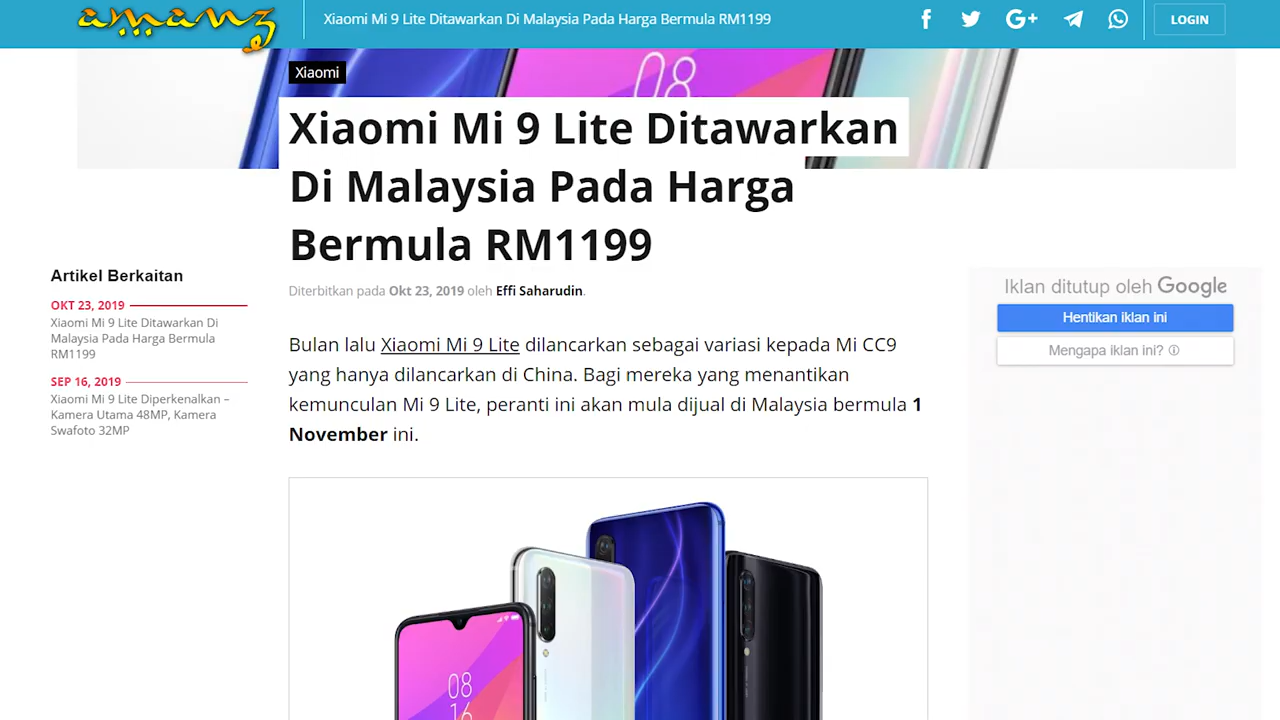 amanz
Xiaomi Mi 9 Lite Ditawarkan Di Malaysia Pada Harga Bermula RM1199
LOGIN
08
Xiaomi
Xiaomi Mi 9 Lite Ditawarkan
Di Malaysia Pada Harga
Bermula RM1199
Diterbitkan pada Okt 23, 2019 oleh Effi Saharudin.
Artikel Berkaitan
OKT 23, 2019
Xiaomi Mi 9 Lite Ditawarkan Di
Malaysia Pada Harga Bermula
RM1199
SEP 16, 2019
Xiaomi Mi 9 Lite Diperkenalkan –
Kamera Utama 48MP, Kamera
Swafoto 32MP
Bulan lalu Xiaomi Mi 9 Lite dilancarkan sebagai variasi kepada Mi CC9
yang hanya dilancarkan di China. Bagi mereka yang menantikan
kemunculan Mi 9 Lite, peranti ini akan mula dijual di Malaysia bermula 1
November ini.
Iklan ditutup oleh Google
Hentikan iklan ini
Mengapa iklan ini?
08
16